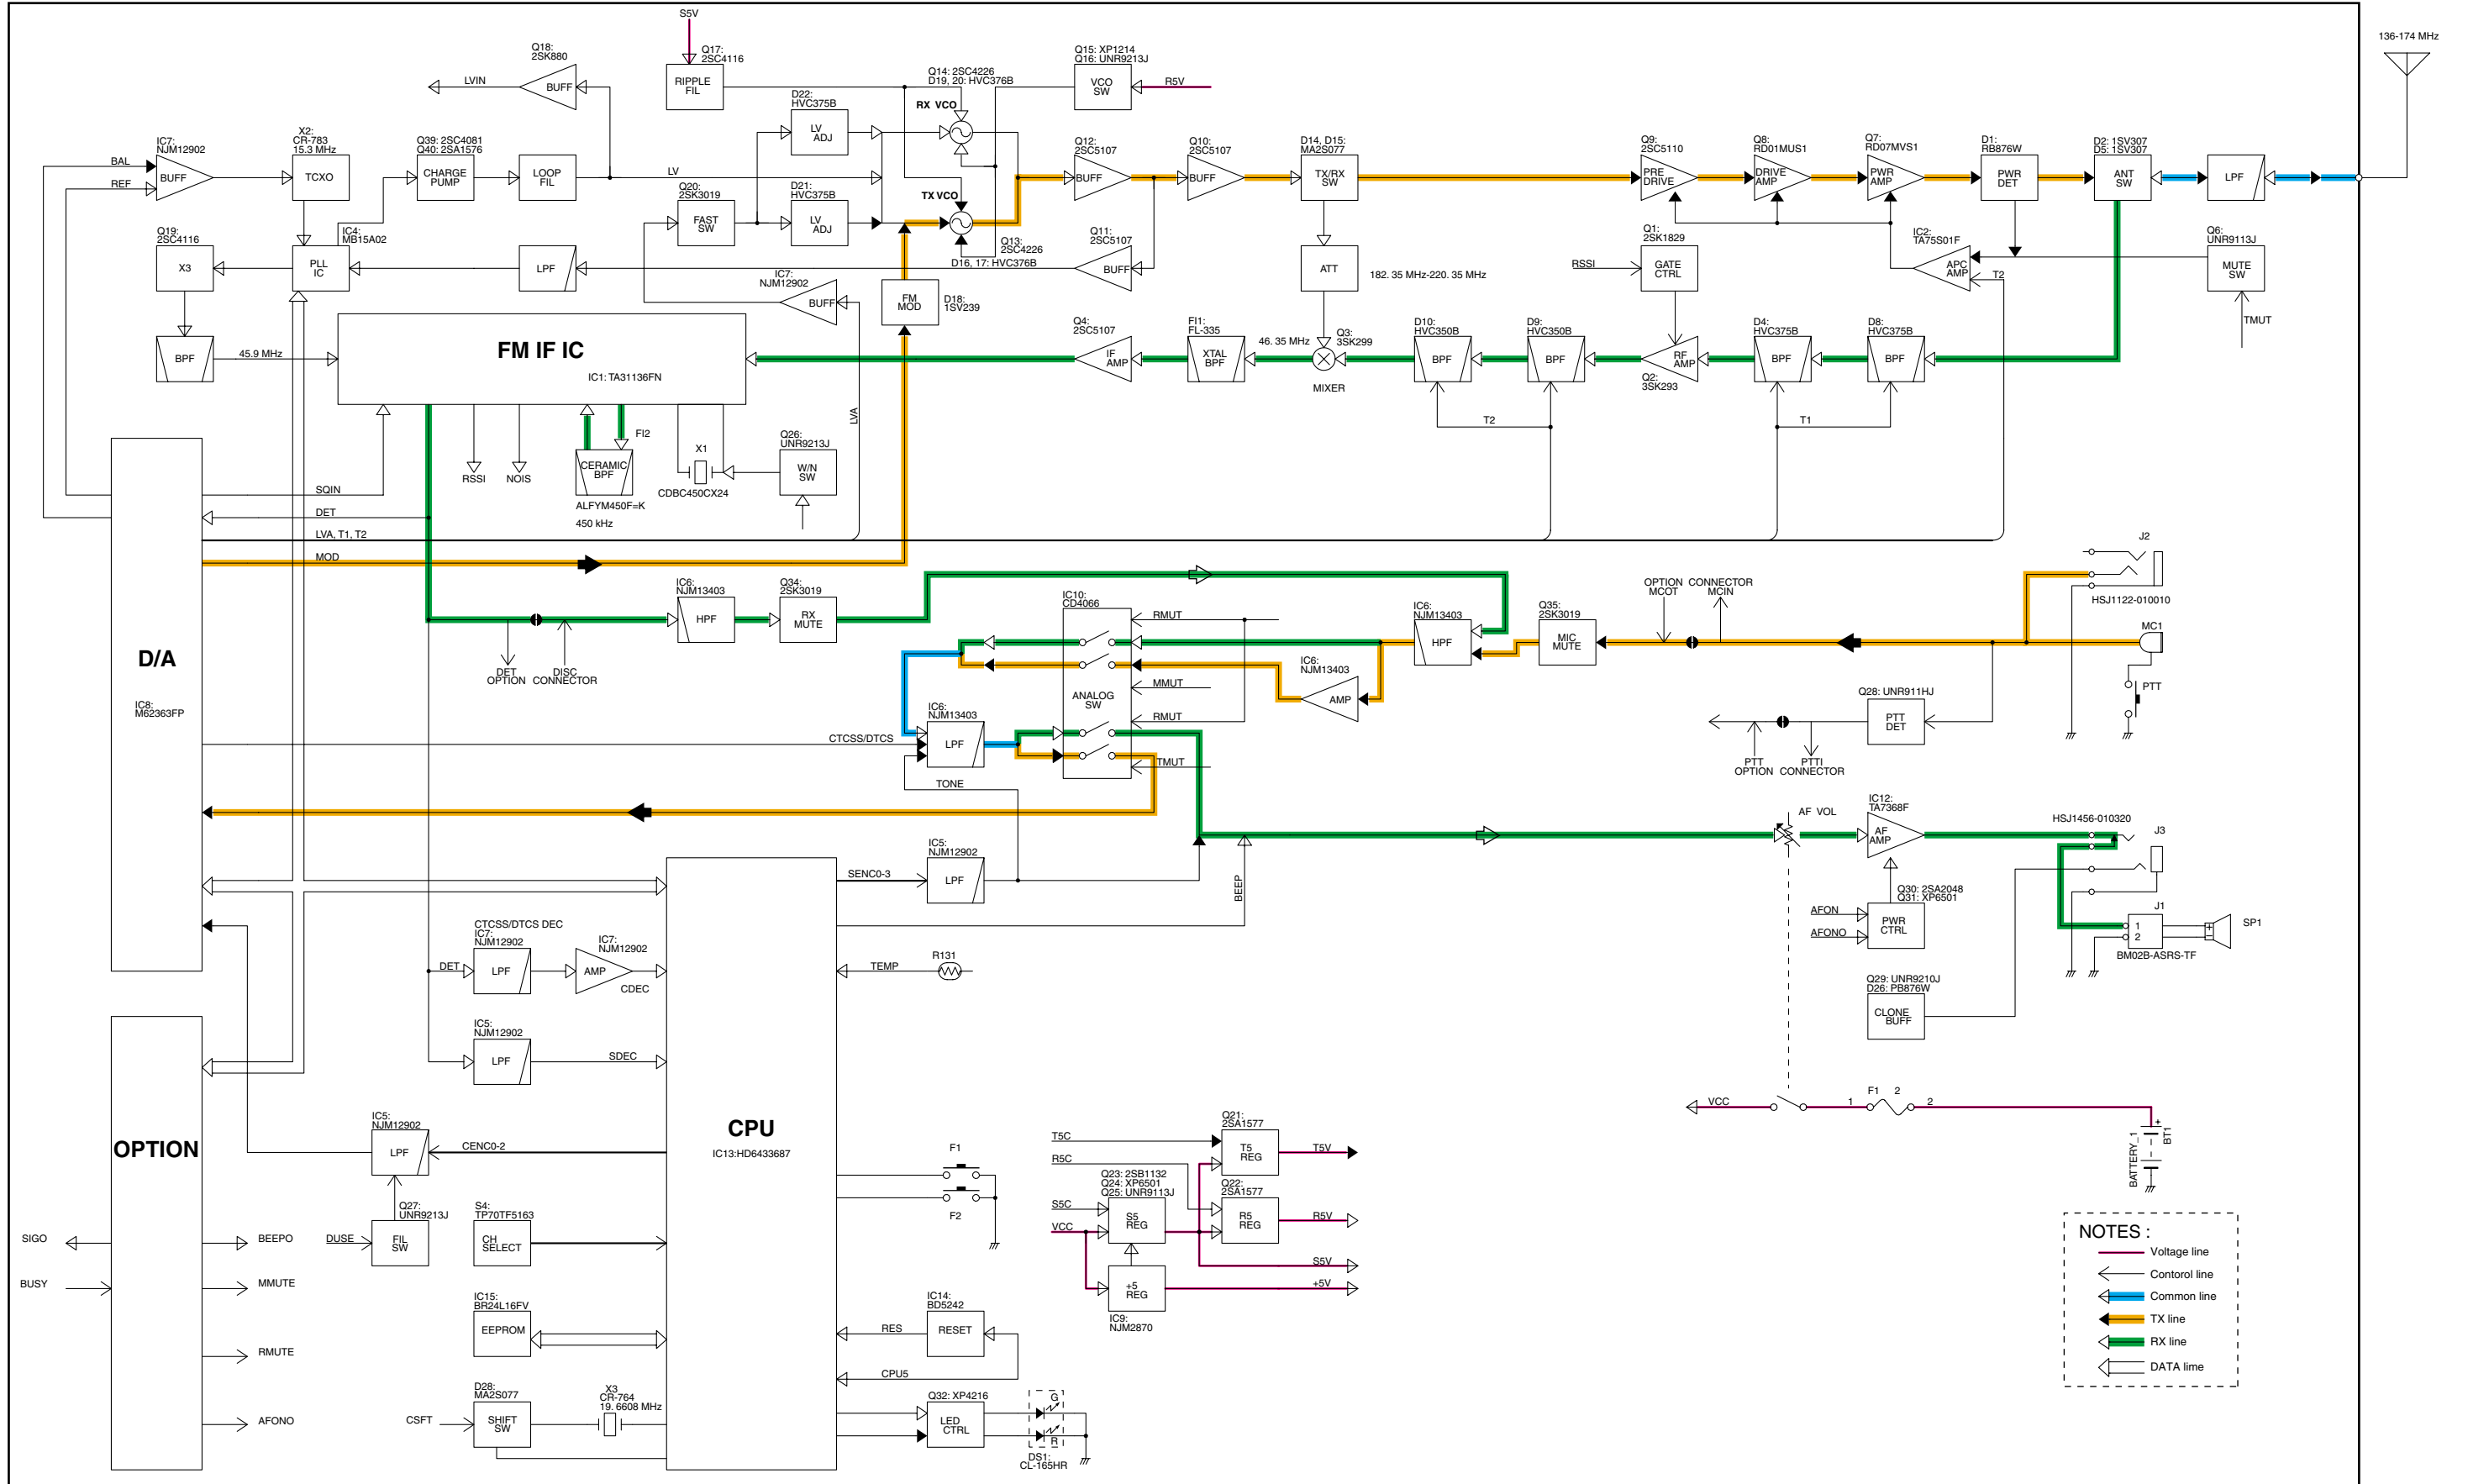 S5V
136-174 MHz
Q18:
2SK880
BUFF
LVIN
Q17:
2SC4116
RIPPLE
FIL
Q14: 2SC4226
D19, 20: HVC376B
RX VCO
Q15: XP1214
Q16: UNR9213J
VCO
SW
R5V
D22:
HVC375B
LV
ADJ
IC7:
NJM12902
BAL
REF
BUFF
X2:
CR-783
15.3 MHz
TCXO
Q39: 2SC4081
Q40: 2SA1576
CHARGE
PUMP
LOOP
FIL
LV
Q20:
2SK3019
FAST
SW
D21:
HVC375B
LV
ADJ
TX VCO
Q13:
2SC4226
D16, 17: HVC376B
Q12:
2SC5107
BUFF
Q10:
2SC5107
BUFF
D14, D15:
MA2S077
TX/RX
SW
Q9:
2SC5110
PRE
DRIVE
Q8:
RD01MUS1
DRIVE
AMP
Q7:
RD07MVS1
PWR
AMP
D1:
RB876W
PWR
DET
D2: 1SV307
D5: 1SV307
ANT
SW
LPF
Q19:
2SC4116
X3
IC4:
MB15A02
PLL
IC
LPF
IC7:
NJM12902
BUFF
FM
MOD
D18:
1SV239
Q11:
2SC5107
BUFF
ATT
182. 35 MHz-220. 35 MHz
RSSI
Q1:
2SK1829
GATE
CTRL
IC2:
TA75S01F
APC
AMP
T2
Q6:
UNR9113J
MUTE
SW
TMUT
BPF
45.9 MHz
FM IF IC
IC1: TA31136FN
Q4:
2SC5107
IF
AMP
FI1:
FL-335
XTAL
BPF
46. 35 MHz
Q3:
3SK299
MIXER
D10:
HVC350B
BPF
D9:
HVC350B
BPF
RF
AMP
Q2:
3SK293
D4:
HVC375B
BPF
D8:
HVC375B
BPF
T2
T1
LVA
FI2
CERAMIC
BPF
ALFYM450F=K
450 kHz
RSSI
NOIS
X1
CDBC450CX24
Q26:
UNR9213J
W/N
SW
SQIN
DET
LVA, T1, T2
MOD
D/A
IC8:
M62363FP
IC6:
NJM13403
HPF
Q34:
2SK3019
RX
MUTE
DET
DISC
OPTION CONNECTOR
IC10:
CD4066
ANALOG
SW
RMUT
MMUT
RMUT
TMUT
IC6:
NJM13403
AMP
IC6:
NJM13403
HPF
Q35:
2SK3019
MIC
MUTE
OPTION CONNECTOR
MCOT
MCIN
J2
HSJ1122-010010
MC1
PTT
Q28: UNR911HJ
PTT
DET
PTT
PTTI
OPTION CONNECTOR
CTCSS/DTCS
IC6:
NJM13403
LPF
TONE
AF VOL
IC12:
TA7368F
AF
AMP
HSJ1456-010320
J3
Q30: 2SA2048
Q31: XP6501
AFON
AFONO
PWR
CTRL
J1
1
2
BM02B-ASRS-TF
SP1
+
−
Q29: UNR9210J
D26: PB876W
CLONE
BUFF
SENC0-3
IC5:
NJM12902
LPF
BEEP
CTCSS/DTCS DEC
IC7:
NJM12902
DET
LPF
IC7:
NJM12902
AMP
CDEC
TEMP
R131
IC5:
NJM12902
LPF
SDEC
CPU
IC13:HD6433687
OPTION
IC5:
NJM12902
LPF
CENC0-2
Q27:
UNR9213J
DUSE
FIL
SW
S4:
TP70TF5163
CH
SELECT
F1
F2
VCC
1
F1
2
2
+
BATTERY_1
BT1
T5C
R5C
S5C
VCC
Q21:
2SA1577
T5
REG
T5V
Q23: 2SB1132
Q24: XP6501
Q25: UNR9113J
S5
REG
Q22:
2SA1577
R5
REG
R5V
S5V
+5V
+5
REG
IC9:
NJM2870
SIGO
BUSY
BEEPO
MMUTE
RMUTE
AFONO
IC15:
BR24L16FV
EEPROM
IC14:
BD5242
RESET
RES
CPU5
D28:
MA2S077
CSFT
SHIFT
SW
X3
CR-764
19. 6608 MHz
Q32: XP4216
LED
CTRL
G
R
DS1:
CL-165HR
NOTES :
Voltage line
Contorol line
Common line
TX line
RX line
DATA lime